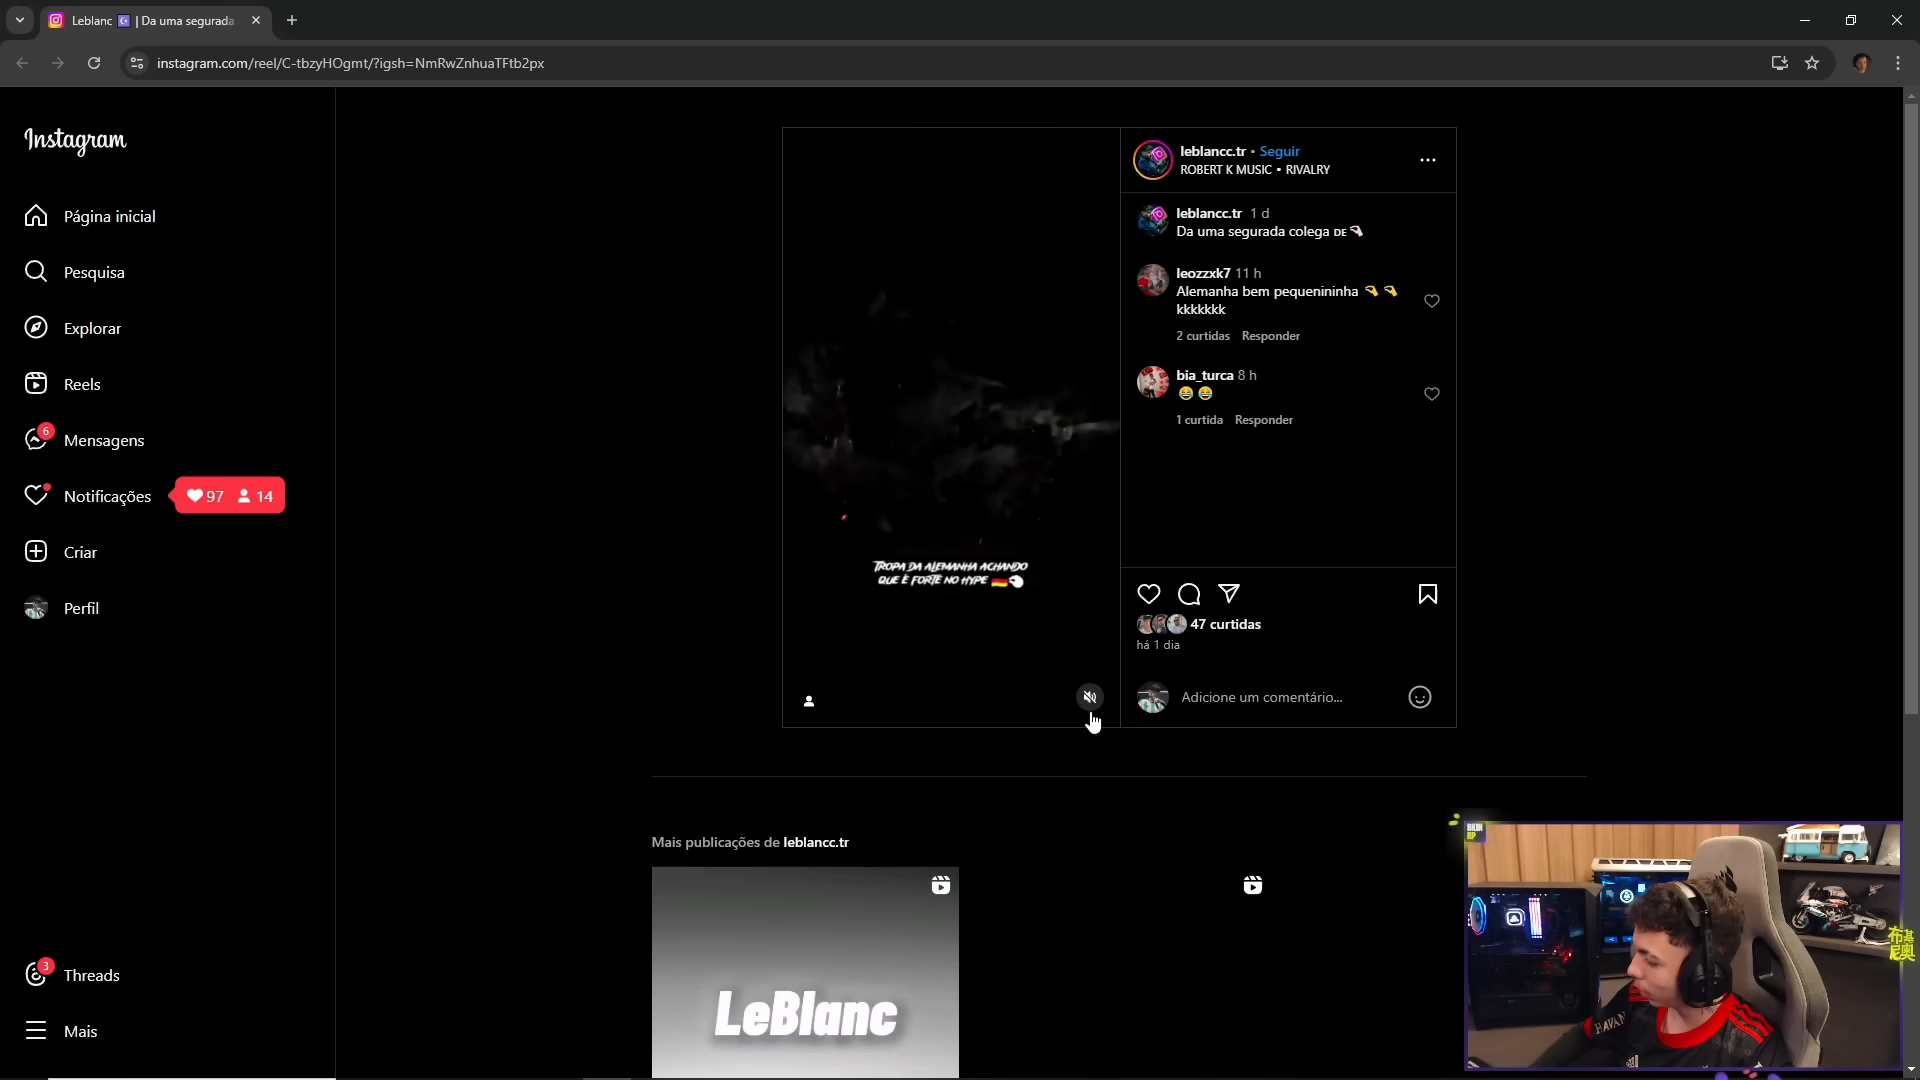 Leblanc | Da uma segurada
instagram.com/reel/C-tbzyHOgmt/?igsh=NmRwZnhuaTFtb2px
Instagram
Página inicial
Pesquisa
Explorar
Reels
6
Mensagens
Notificações
97 14
Criar
Perfil
3
Threads
Mais
TROPA DA ALEMANHA ACHANDO
QUE É FORTE NO HYPE 🇩🇪
leblancc.tr • Seguir
ROBERT K MUSIC • RIVALRY
leblancc.tr 1 d
Da uma segurada colega DE
leozzxk7 11 h
Alemanha bem pequenininha
kkkkkkk
2 curtidas Responder
bia_turca 8 h
😂 😂
1 curtida Responder
47 curtidas
há 1 dia
Adicione um comentário...
Mais publicações de leblancc.tr
LeBlanc
HAVAN